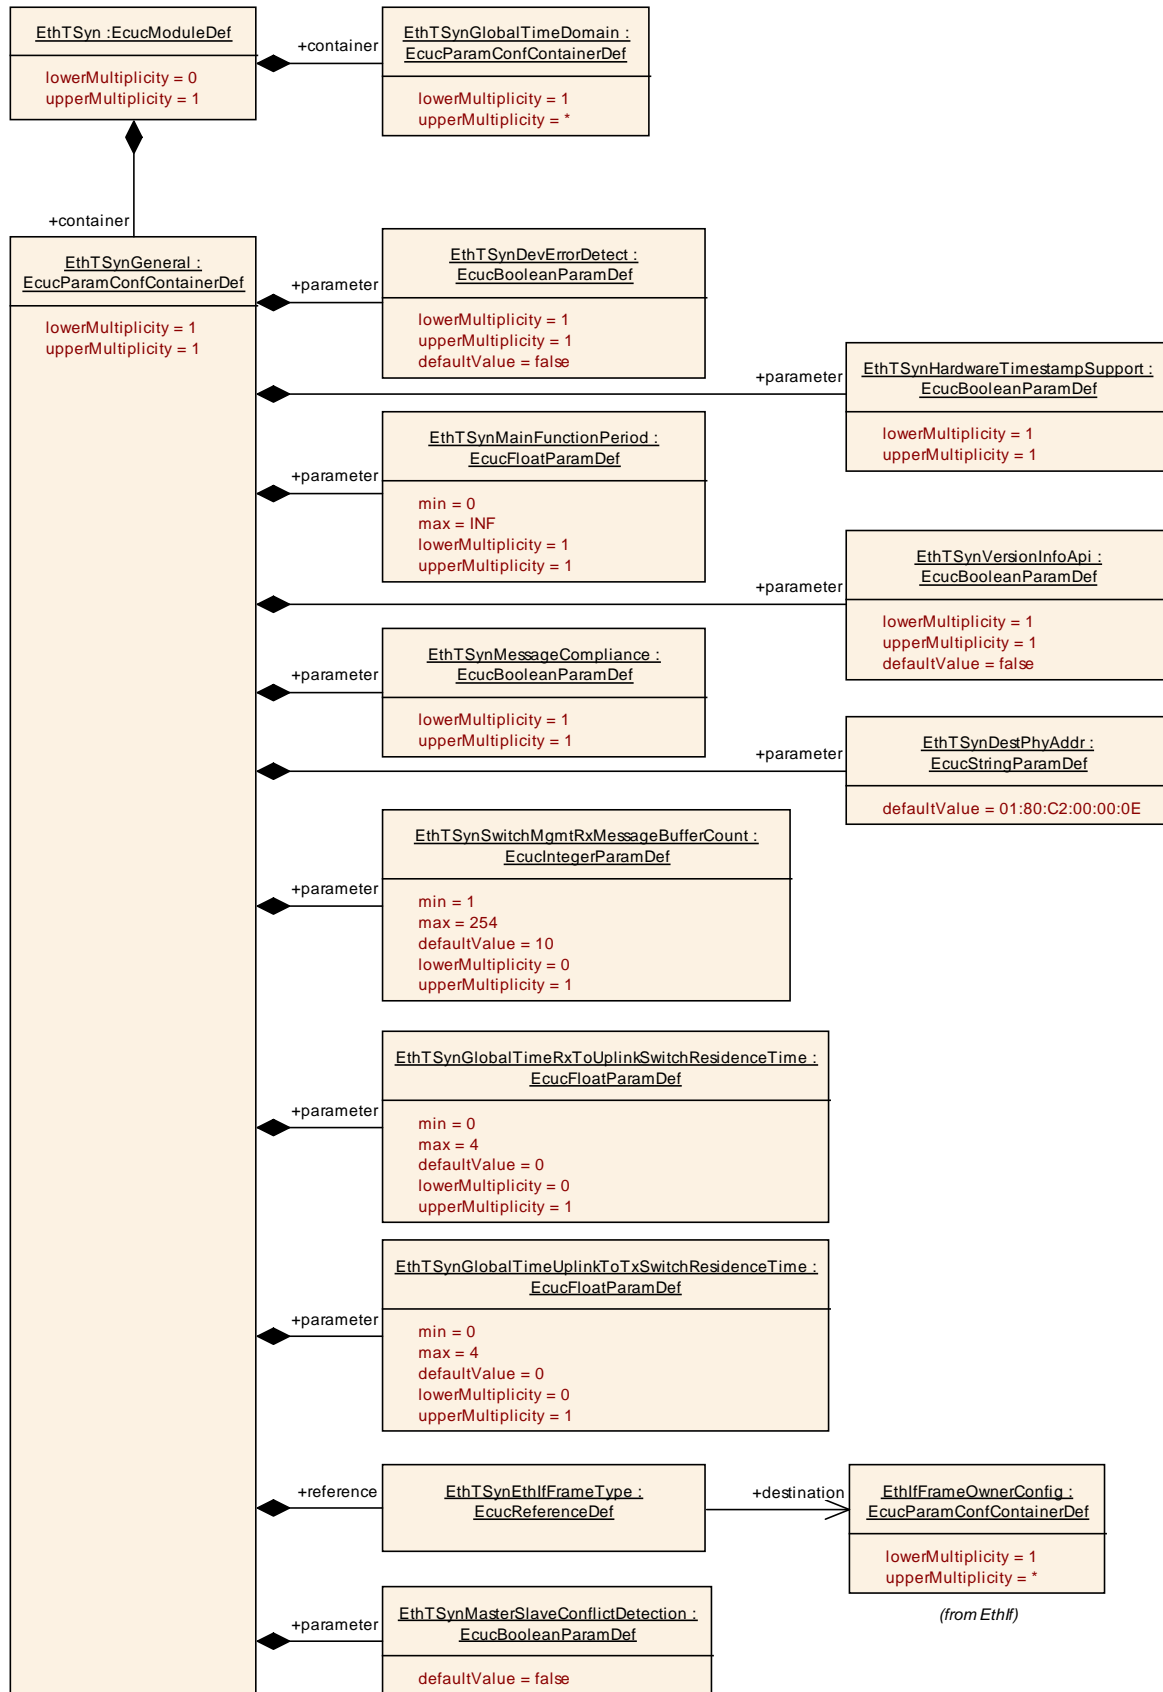 EthTSyn :EcucModuleDef
lowerMultiplicity = 0
upperMultiplicity = 1
+container
EthTSynGlobalTimeDomain :
EcucParamConfContainerDef
lowerMultiplicity = 1
upperMultiplicity = *
+container
EthTSynGeneral :
EcucParamConfContainerDef
lowerMultiplicity = 1
upperMultiplicity = 1
+parameter
EthTSynDevErrorDetect :
EcucBooleanParamDef
lowerMultiplicity = 1
upperMultiplicity = 1
defaultValue = false
+parameter
EthTSynHardwareTimestampSupport :
EcucBooleanParamDef
lowerMultiplicity = 1
upperMultiplicity = 1
+parameter
EthTSynMainFunctionPeriod :
EcucFloatParamDef
min = 0
max = INF
lowerMultiplicity = 1
upperMultiplicity = 1
+parameter
EthTSynVersionInfoApi :
EcucBooleanParamDef
lowerMultiplicity = 1
upperMultiplicity = 1
defaultValue = false
+parameter
EthTSynMessageCompliance :
EcucBooleanParamDef
lowerMultiplicity = 1
upperMultiplicity = 1
+parameter
EthTSynDestPhyAddr :
EcucStringParamDef
defaultValue = 01:80:C2:00:00:0E
+parameter
EthTSynSwitchMgmtRxMessageBufferCount :
EcucIntegerParamDef
min = 1
max = 254
defaultValue = 10
lowerMultiplicity = 0
upperMultiplicity = 1
+parameter
EthTSynGlobalTimeRxToUplinkSwitchResidenceTime :
EcucFloatParamDef
min = 0
max = 4
defaultValue = 0
lowerMultiplicity = 0
upperMultiplicity = 1
+parameter
EthTSynGlobalTimeUplinkToTxSwitchResidenceTime :
EcucFloatParamDef
min = 0
max = 4
defaultValue = 0
lowerMultiplicity = 0
upperMultiplicity = 1
+reference
EthTSynEthIfFrameType :
EcucReferenceDef
+destination
EthIfFrameOwnerConfig :
EcucParamConfContainerDef
lowerMultiplicity = 1
upperMultiplicity = *
(from EthIf)
+parameter
EthTSynMasterSlaveConflictDetection :
EcucBooleanParamDef
defaultValue = false